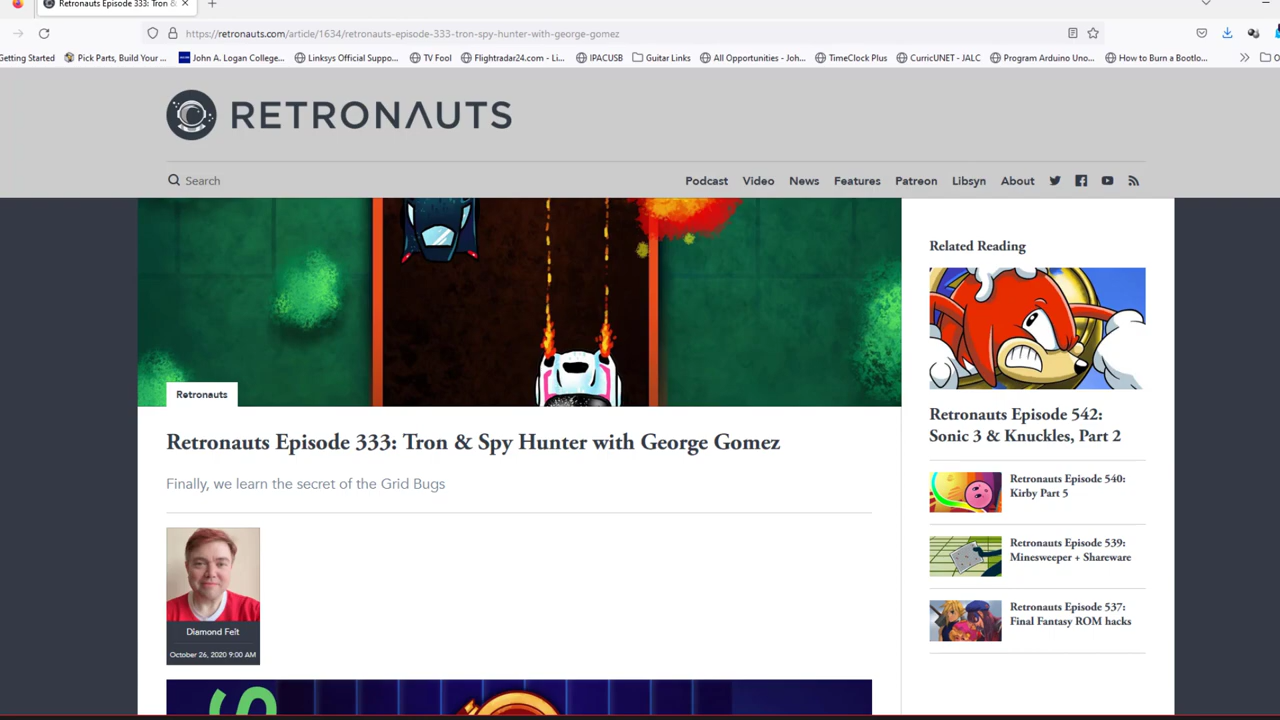 Retronauts Episode 333: Tron &
https://retronauts.com/article/1634/retronauts-episode-333-tron-spy-hunter-with-george-gomez
Getting Started Pick Parts, Build Your ... John A. Logan College... Linksys Official Suppo... TV Fool Flightradar24.com - Li... IPACUSB Guitar Links All Opportunities - Joh... TimeClock Plus CurricUNET - JALC Program Arduino Uno... How to Burn a Bootlo...
RETRONAUTS
Search Podcast Video News Features Patreon Libsyn About
Retronauts
Retronauts Episode 333: Tron & Spy Hunter with George Gomez
Finally, we learn the secret of the Grid Bugs
Diamond Feit
October 26, 2020 9:00 AM
Related Reading
Retronauts Episode 542:
Sonic 3 & Knuckles, Part 2
Retronauts Episode 540:
Kirby Part 5
Retronauts Episode 539:
Minesweeper + Shareware
Retronauts Episode 537:
Final Fantasy ROM hacks